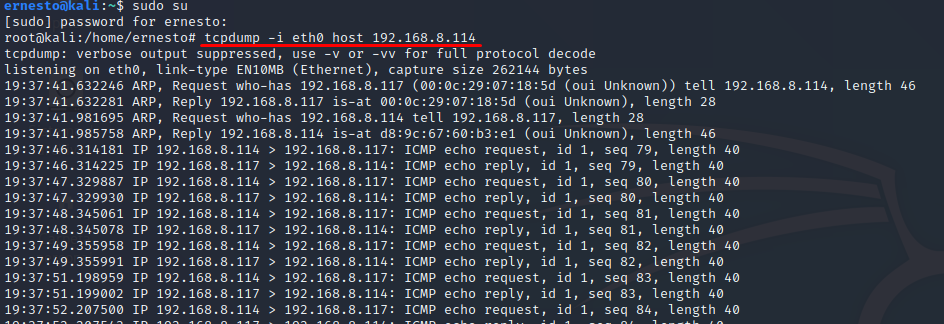 ernesto@kali:~$ sudo su
[sudo] password for ernesto:
root@kali:/home/ernesto# tcpdump -i eth0 host 192.168.8.114
tcpdump: verbose output suppressed, use -v or -vv for full protocol decode
listening on eth0, link-type EN10MB (Ethernet), capture size 262144 bytes
19:37:41.632246 ARP, Request who-has 192.168.8.117 (00:0c:29:07:18:5d (oui Unknown)) tell 192.168.8.114, length 46
19:37:41.632281 ARP, Reply 192.168.8.117 is-at 00:0c:29:07:18:5d (oui Unknown), length 28
19:37:41.981695 ARP, Request who-has 192.168.8.114 tell 192.168.8.117, length 28
19:37:41.985758 ARP, Reply 192.168.8.114 is-at d8:9c:67:60:b3:e1 (oui Unknown), length 46
19:37:46.314181 IP 192.168.8.114 > 192.168.8.117: ICMP echo request, id 1, seq 79, length 40
19:37:46.314225 IP 192.168.8.117 > 192.168.8.114: ICMP echo reply, id 1, seq 79, length 40
19:37:47.329887 IP 192.168.8.114 > 192.168.8.117: ICMP echo request, id 1, seq 80, length 40
19:37:47.329930 IP 192.168.8.117 > 192.168.8.114: ICMP echo reply, id 1, seq 80, length 40
19:37:48.345061 IP 192.168.8.114 > 192.168.8.117: ICMP echo request, id 1, seq 81, length 40
19:37:48.345078 IP 192.168.8.117 > 192.168.8.114: ICMP echo reply, id 1, seq 81, length 40
19:37:49.355958 IP 192.168.8.114 > 192.168.8.117: ICMP echo request, id 1, seq 82, length 40
19:37:49.355991 IP 192.168.8.117 > 192.168.8.114: ICMP echo reply, id 1, seq 82, length 40
19:37:51.198959 IP 192.168.8.114 > 192.168.8.117: ICMP echo request, id 1, seq 83, length 40
19:37:51.199002 IP 192.168.8.117 > 192.168.8.114: ICMP echo reply, id 1, seq 83, length 40
19:37:52.207500 IP 192.168.8.114 > 192.168.8.117: ICMP echo request, id 1, seq 84, length 40